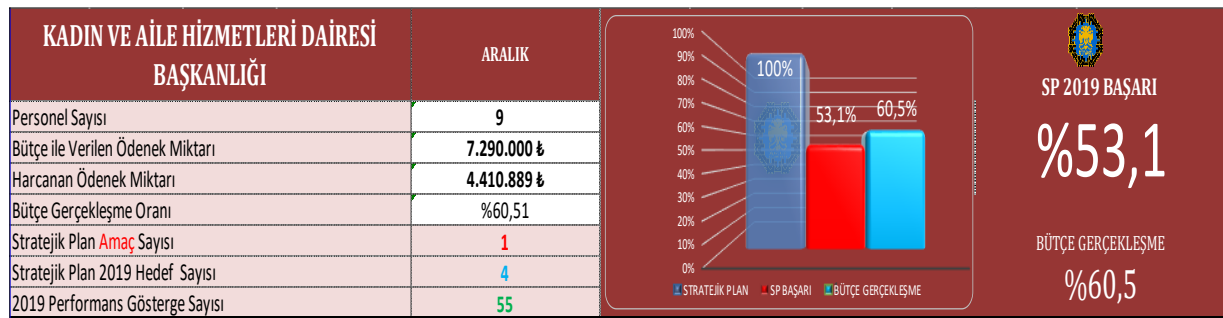 KADIN VE AİLE HİZMETLERİ DAİRESİ
BAŞKANLIĞI
ARALIK
Personel Sayısı 9
Bütçe ile Verilen Ödenek Miktarı 7.290.000 ₺
Harcanan Ödenek Miktarı 4.410.889 ₺
Bütçe Gerçekleşme Oranı %60,51
Stratejik Plan Amaç Sayısı 1
Stratejik Plan 2019 Hedef Sayısı 4
2019 Performans Gösterge Sayısı 55
100%
90%
80%
70%
60%
50%
40%
30%
20%
10%
0%
100%
53,1%
60,5%
STRATEJİK PLAN SP BAŞARI BÜTÇE GERÇEKLEŞME
SP 2019 BAŞARI
%53,1
BÜTÇE GERÇEKLEŞME
%60,5